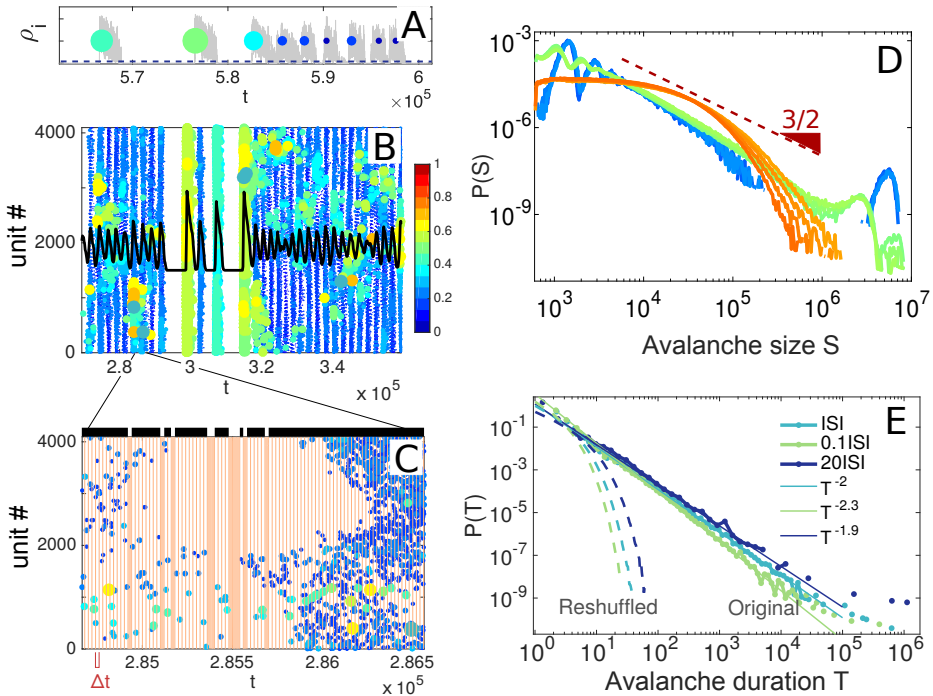 A
ρi
5.7 5.8 5.9 6
t
× 10^5
B
4000
2000
0
unit #
1
0.8
0.6
0.4
0.2
0
2.8 3 3.2 3.4
t
x 10^5
C
4000
2000
0
unit #
2.85 2.855 2.86 2.865
Δt
t
x 10^5
D
10^-3
10^-6
10^-9
P(S)
3/2
10^3 10^4 10^5 10^6 10^7
Avalanche size S
E
10^-1
10^-3
10^-5
10^-7
10^-9
P(T)
ISI
0.1ISI
20ISI
T^-2
T^-2.3
T^-1.9
Reshuffled
Original
10^0 10^1 10^2 10^3 10^4 10^5 10^6
Avalanche duration T